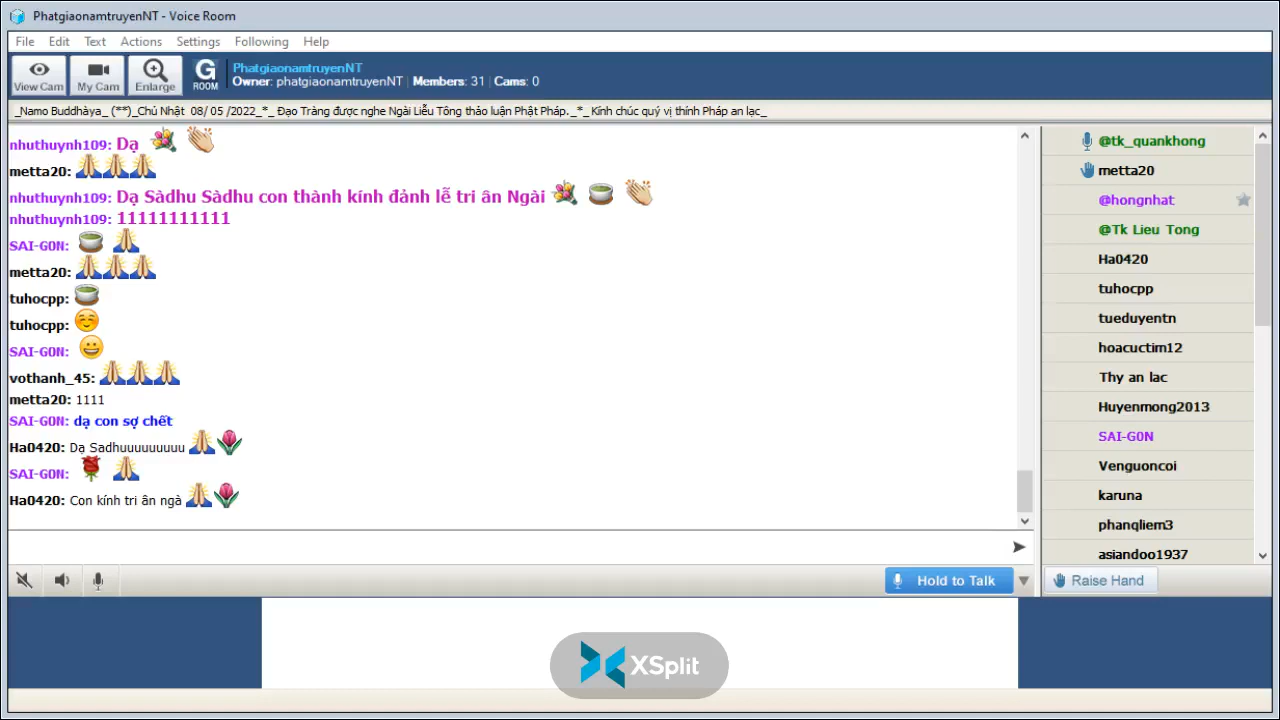 PhatgiaonamtruyenNT - Voice Room
File Edit Text Actions Settings Following Help
View Cam My Cam Enlarge G ROOM
PhatgiaonamtruyenNT
Owner: phatgiaonamtruyenNT | Members: 31 | Cams: 0
_Namo Buddhàya_ (**)_Chú Nhật 08/ 05 /2022_*_ Đạo Tràng được nghe Ngài Liễu Tông thảo luận Phật Pháp._*_ Kính chúc quý vị thính Pháp an lạc_
nhuthuynh109: Dạ
metta20:
nhuthuynh109: Dạ Sàdhu Sàdhu con thành kính đảnh lễ tri ân Ngài
nhuthuynh109: 11111111111
SAI-G0N:
metta20:
tuhocpp:
tuhocpp:
SAI-G0N:
vothanh_45:
metta20: 1111
SAI-G0N: dạ con sợ chết
Ha0420: Dạ Sadhuuuuuuuuu
SAI-G0N:
Ha0420: Con kính tri ân ngà
@tk_quankhong
metta20
@hongnhat
@Tk Lieu Tong
Ha0420
tuhocpp
tueduyentn
hoacuctim12
Thy an lac
Huyenmong2013
SAI-G0N
Venguoncoi
karuna
phanqliem3
asiandoo1937
Hold to Talk
Raise Hand
XSplit